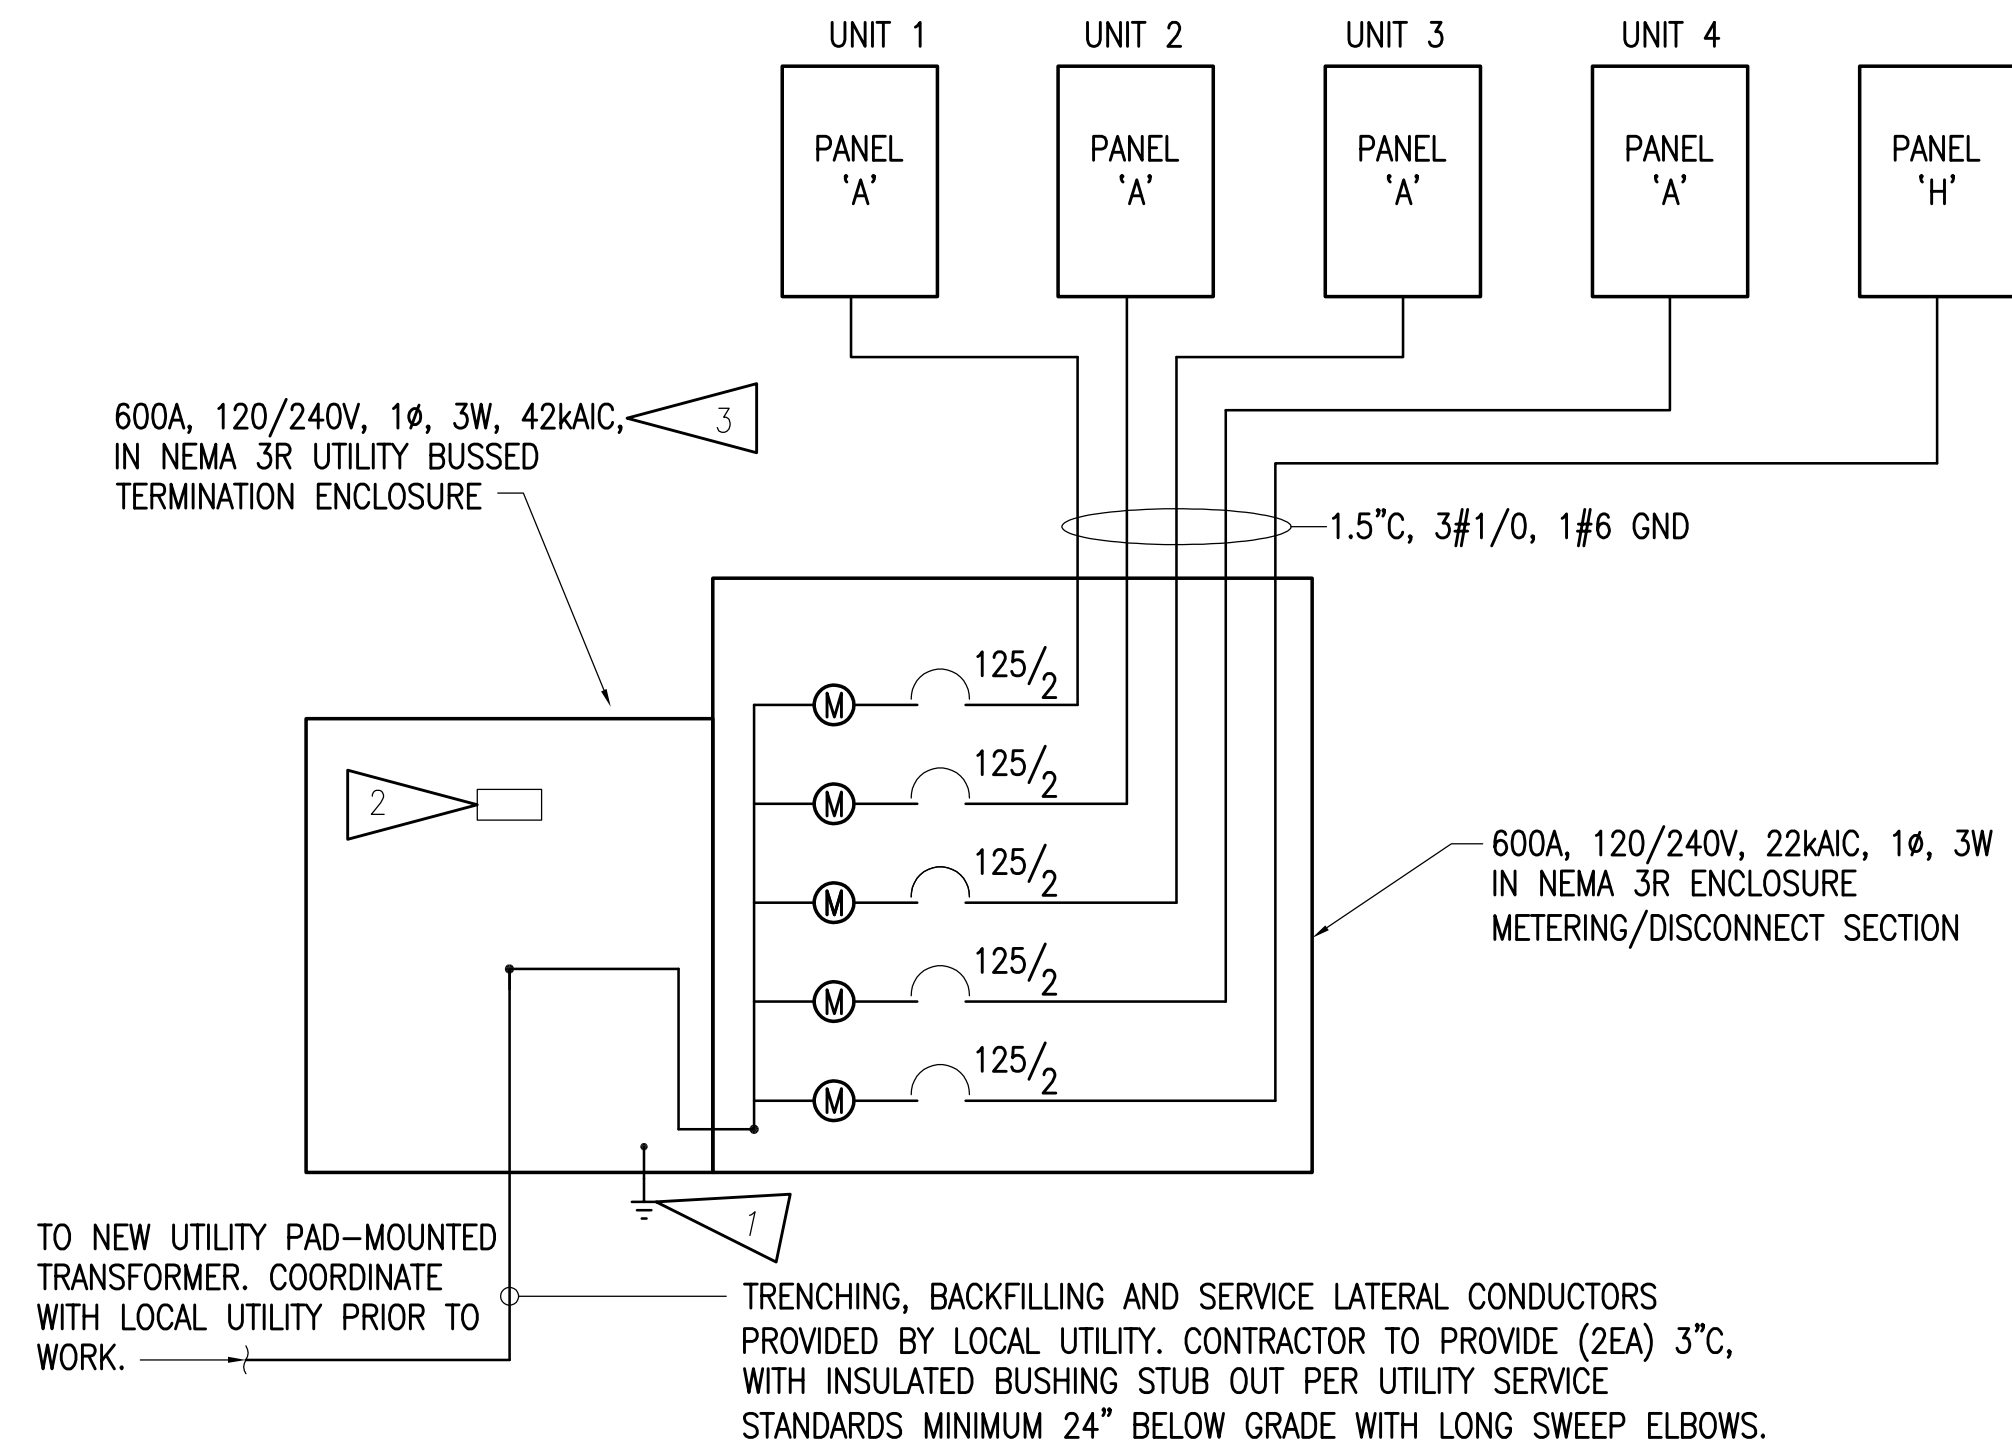 UNIT 1
UNIT 2
UNIT 3
UNIT 4
PANEL
'A'
PANEL
'A'
PANEL
'A'
PANEL
'A'
PANEL
'H'
600A, 120/240V, 1ø, 3W, 42kAIC,
IN NEMA 3R UTILITY BUSSED
TERMINATION ENCLOSURE
3
1.5"C, 3#1/0, 1#6 GND
125/2
M
125/2
M
125/2
M
125/2
M
125/2
M
2
600A, 120/240V, 22kAIC, 1ø, 3W
IN NEMA 3R ENCLOSURE
METERING/DISCONNECT SECTION
1
TO NEW UTILITY PAD-MOUNTED
TRANSFORMER. COORDINATE
WITH LOCAL UTILITY PRIOR TO
WORK.
TRENCHING, BACKFILLING AND SERVICE LATERAL CONDUCTORS
PROVIDED BY LOCAL UTILITY. CONTRACTOR TO PROVIDE (2EA) 3"C,
WITH INSULATED BUSHING STUB OUT PER UTILITY SERVICE
STANDARDS MINIMUM 24" BELOW GRADE WITH LONG SWEEP ELBOWS.